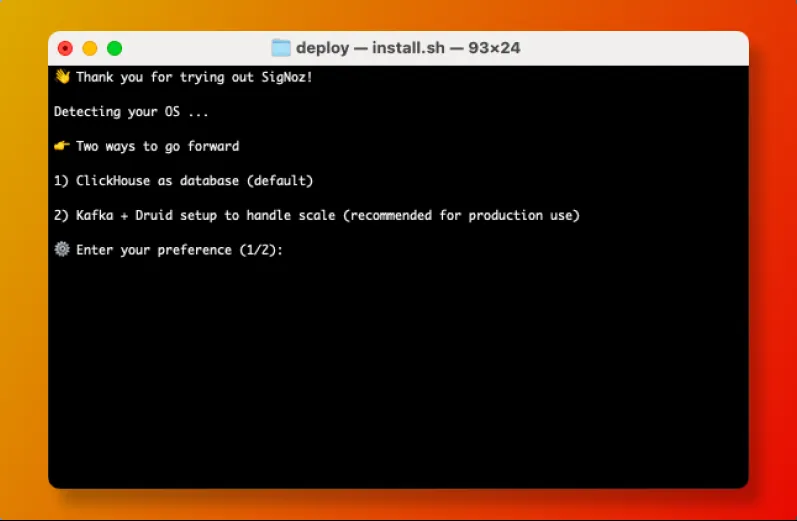 deploy — install.sh — 93×24
👋 Thank you for trying out SigNoz!
Detecting your OS ...
👉 Two ways to go forward
1) ClickHouse as database (default)
2) Kafka + Druid setup to handle scale (recommended for production use)
⚙️ Enter your preference (1/2):